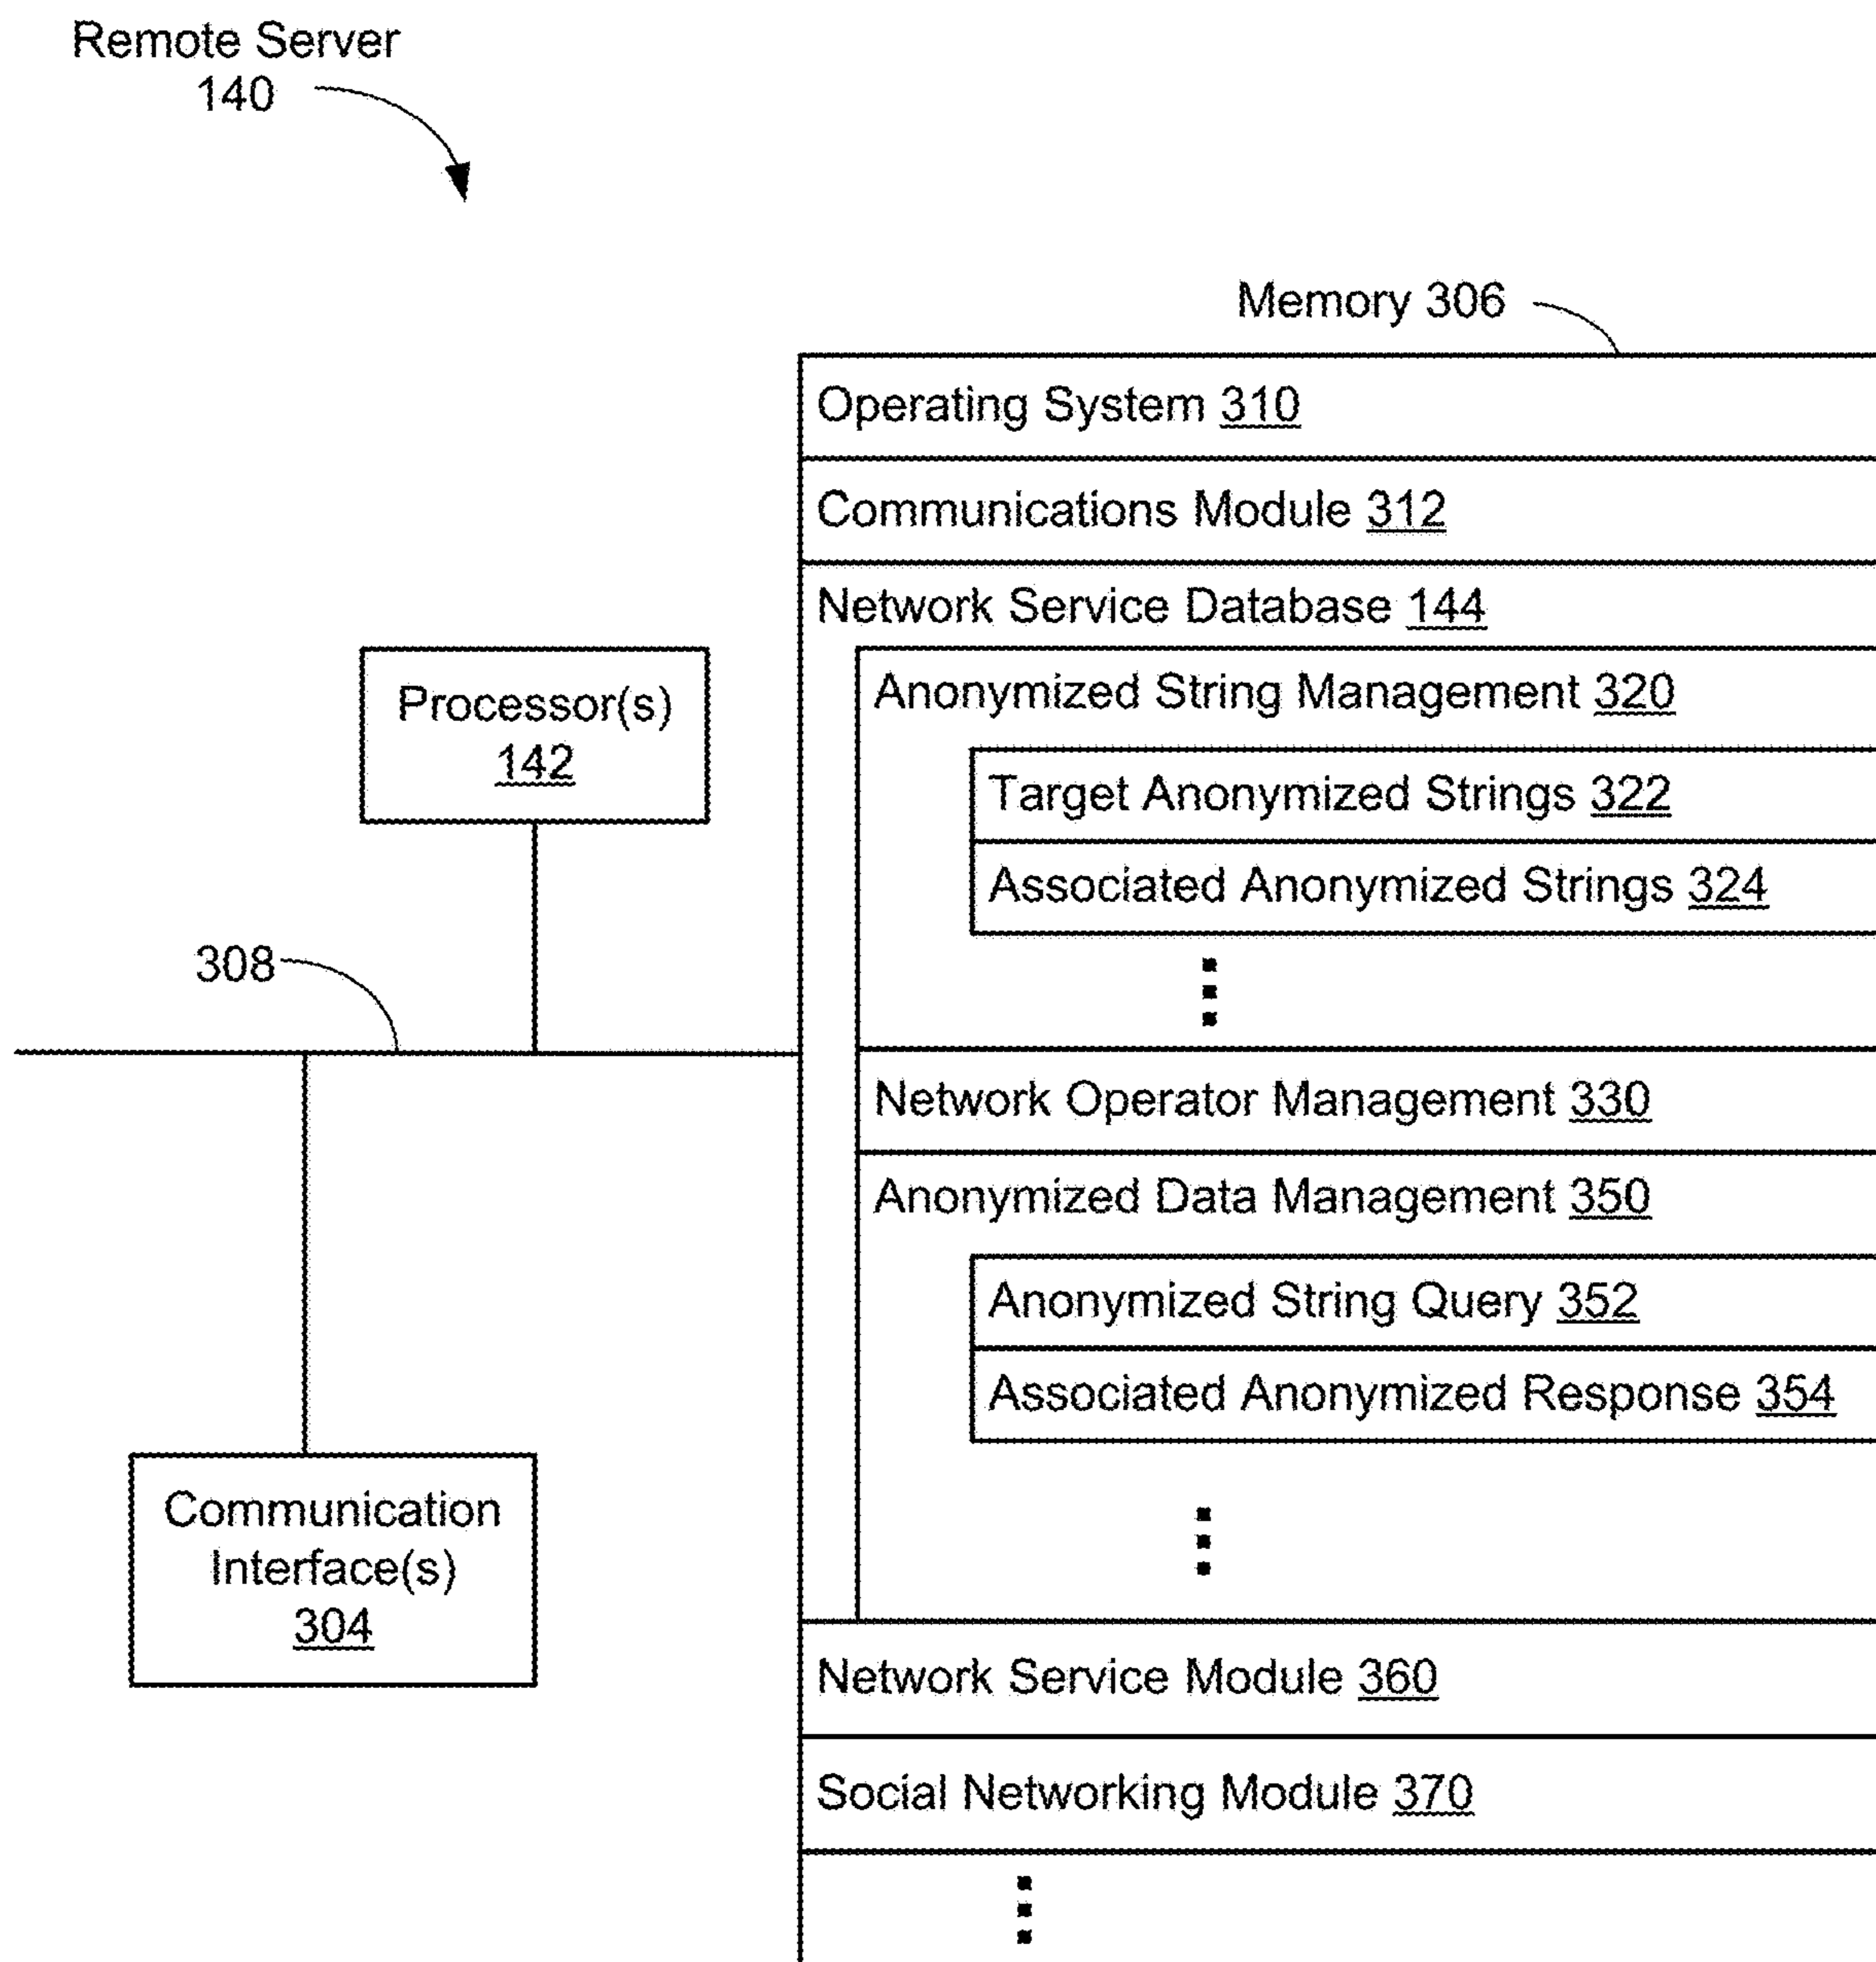 Remote Server
140
Memory 306
Operating System 310
Communications Module 312
Network Service Database 144
Anonymized String Management 320
Target Anonymized Strings 322
Associated Anonymized Strings 324
Network Operator Management 330
Anonymized Data Management 350
Anonymized String Query 352
Associated Anonymized Response 354
Network Service Module 360
Social Networking Module 370
Processor(s)
142
308
Communication
Interface(s)
304